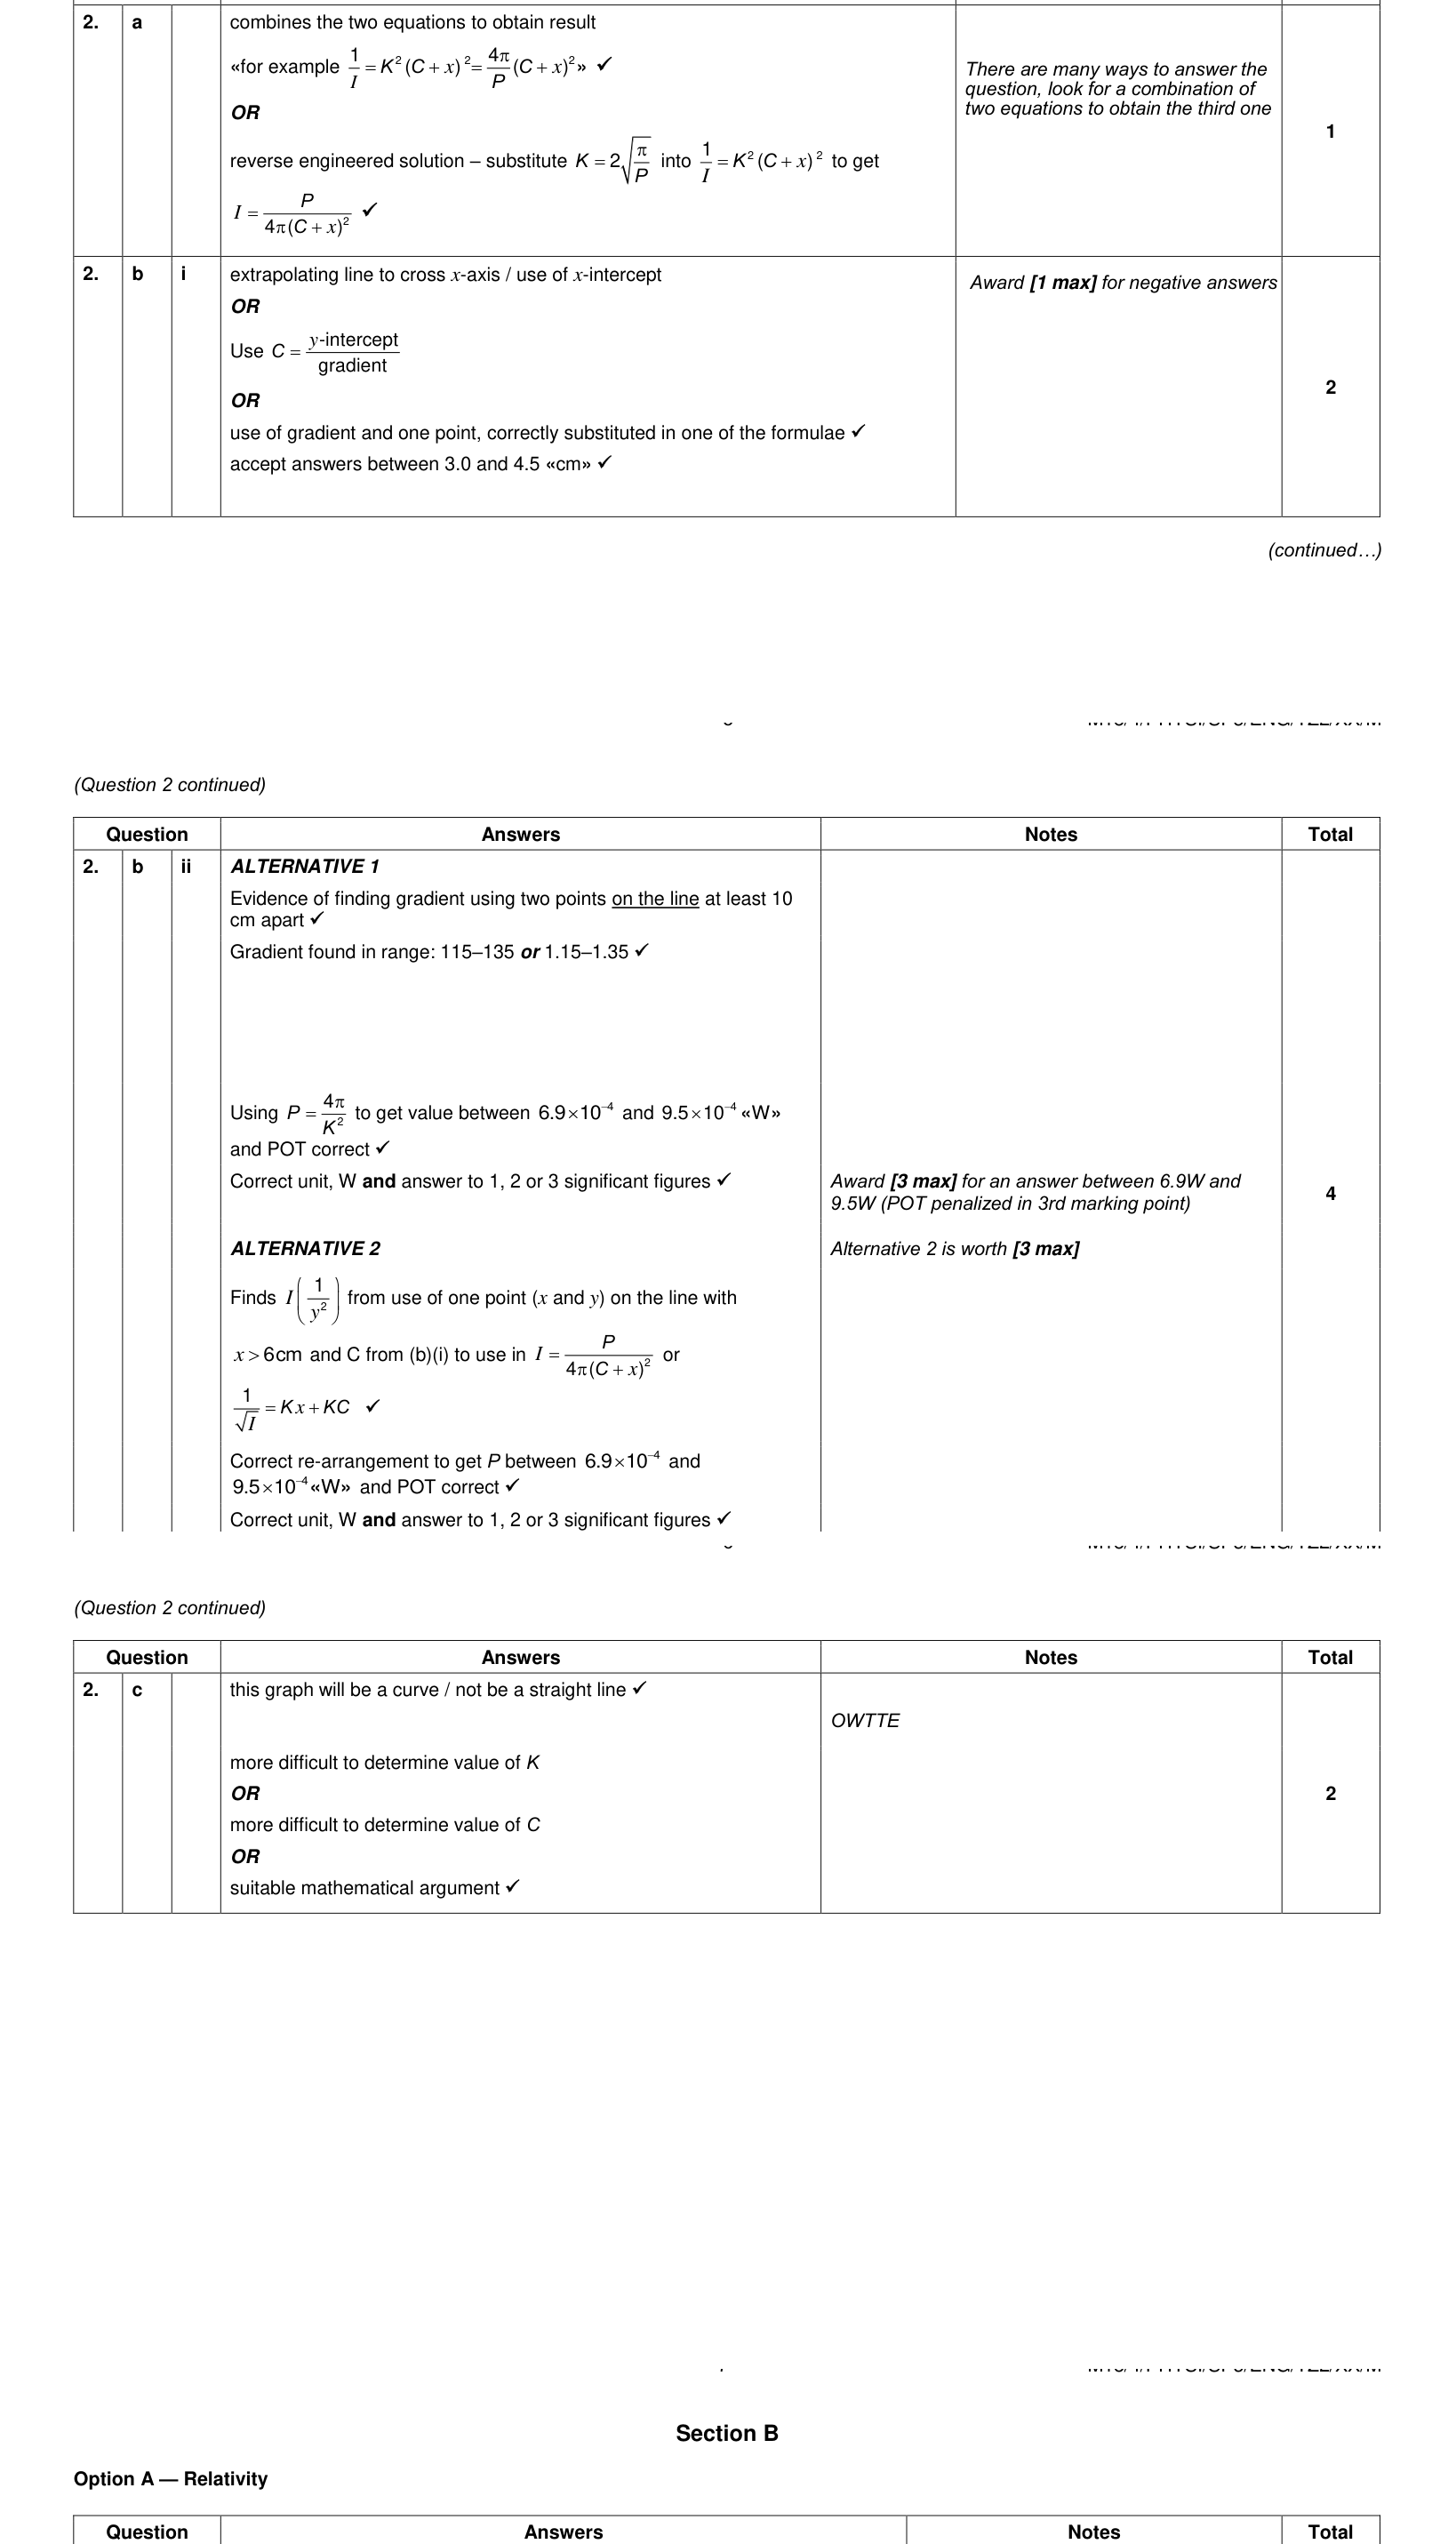 2. a combines the two equations to obtain result
«for example 1/I = K² (C + x)² = 4π/P (C + x)²» ✓
OR
reverse engineered solution – substitute K = 2√(π/P) into 1/I = K² (C + x)² to get
I = P/(4π(C + x)²) ✓
There are many ways to answer the
question, look for a combination of
two equations to obtain the third one
1
2. b i extrapolating line to cross x-axis / use of x-intercept
OR
Use C = y-intercept/gradient
OR
use of gradient and one point, correctly substituted in one of the formulae ✓
accept answers between 3.0 and 4.5 «cm» ✓
Award [1 max] for negative answers
2
(continued…)
(Question 2 continued)
Question Answers Notes Total
2. b ii ALTERNATIVE 1
Evidence of finding gradient using two points on the line at least 10
cm apart ✓
Gradient found in range: 115–135 or 1.15–1.35 ✓
Using P = 4π/K² to get value between 6.9×10⁻⁴ and 9.5×10⁻⁴ «W»
and POT correct ✓
Correct unit, W and answer to 1, 2 or 3 significant figures ✓
Award [3 max] for an answer between 6.9W and
9.5W (POT penalized in 3rd marking point)
4
ALTERNATIVE 2
Alternative 2 is worth [3 max]
Finds I(1/y²) from use of one point (x and y) on the line with
x > 6cm and C from (b)(i) to use in I = P/(4π(C + x)²) or
1/√I = Kx + KC ✓
Correct re-arrangement to get P between 6.9×10⁻⁴ and
9.5×10⁻⁴ «W» and POT correct ✓
Correct unit, W and answer to 1, 2 or 3 significant figures ✓
(Question 2 continued)
Question Answers Notes Total
2. c this graph will be a curve / not be a straight line ✓
OWTTE
more difficult to determine value of K
OR
more difficult to determine value of C
OR
suitable mathematical argument ✓
2
Section B
Option A — Relativity
Question Answers Notes Total